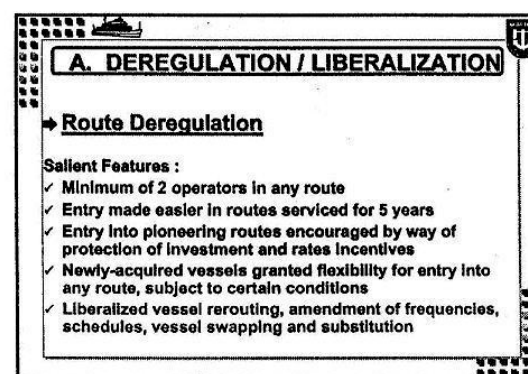 A. DEREGULATION / LIBERALIZATION
Route Deregulation
Salient Features :
Minimum of 2 operators in any route
Entry made easier in routes serviced for 5 years
Entry into pioneering routes encouraged by way of
protection of investment and rates incentives
Newly-acquired vessels granted flexibility for entry into
any route, subject to certain conditions
Liberalized vessel rerouting, amendment of frequencies,
schedules, vessel swapping and substitution